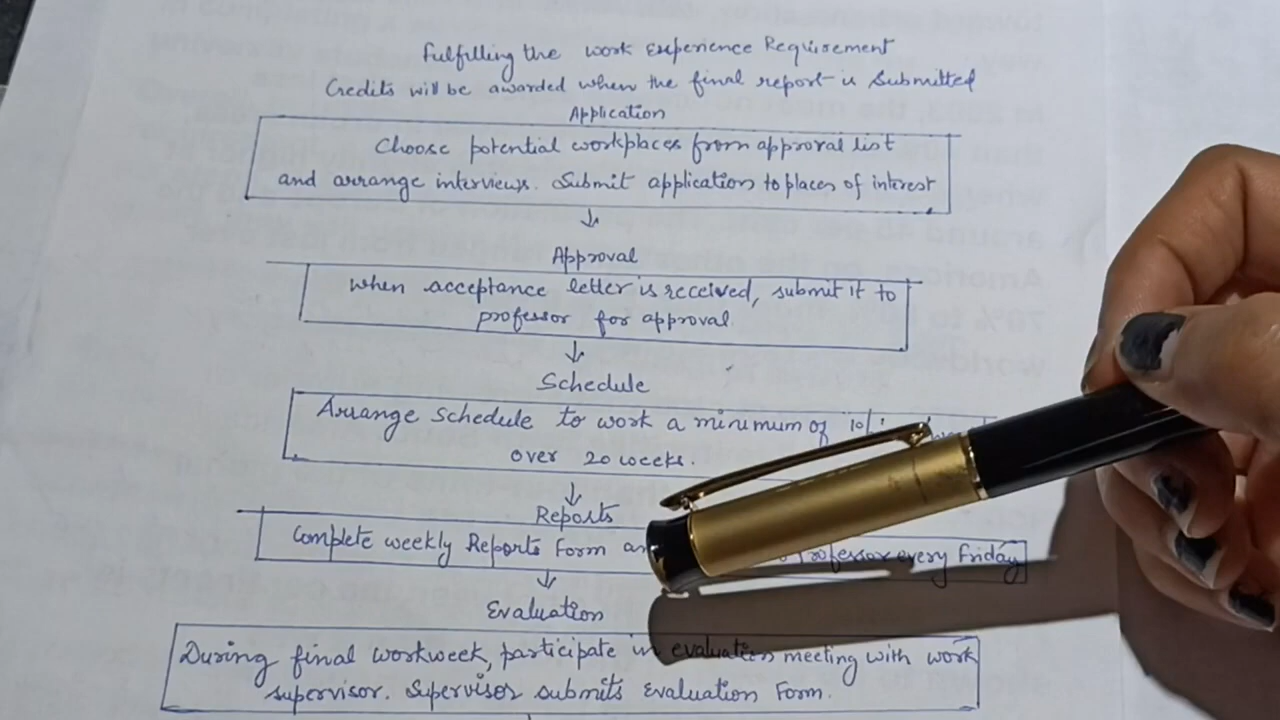 Fulfilling the work Experience Requirement
Credits will be awarded when the final report is Submitted
Application
Choose potential workplaces from approval list
and arrange interviews. Submit application to places of interest
Approval
When acceptance letter is received, submit it to
professor for approval
Schedule
Arrange Schedule to work a minimum of 10
over 20 weeks.
Reports
Complete weekly Reports Form Professor every Friday
Evaluation
During final workweek, participate in evaluation meeting with work
supervisor. Supervisor submits Evaluation Form.